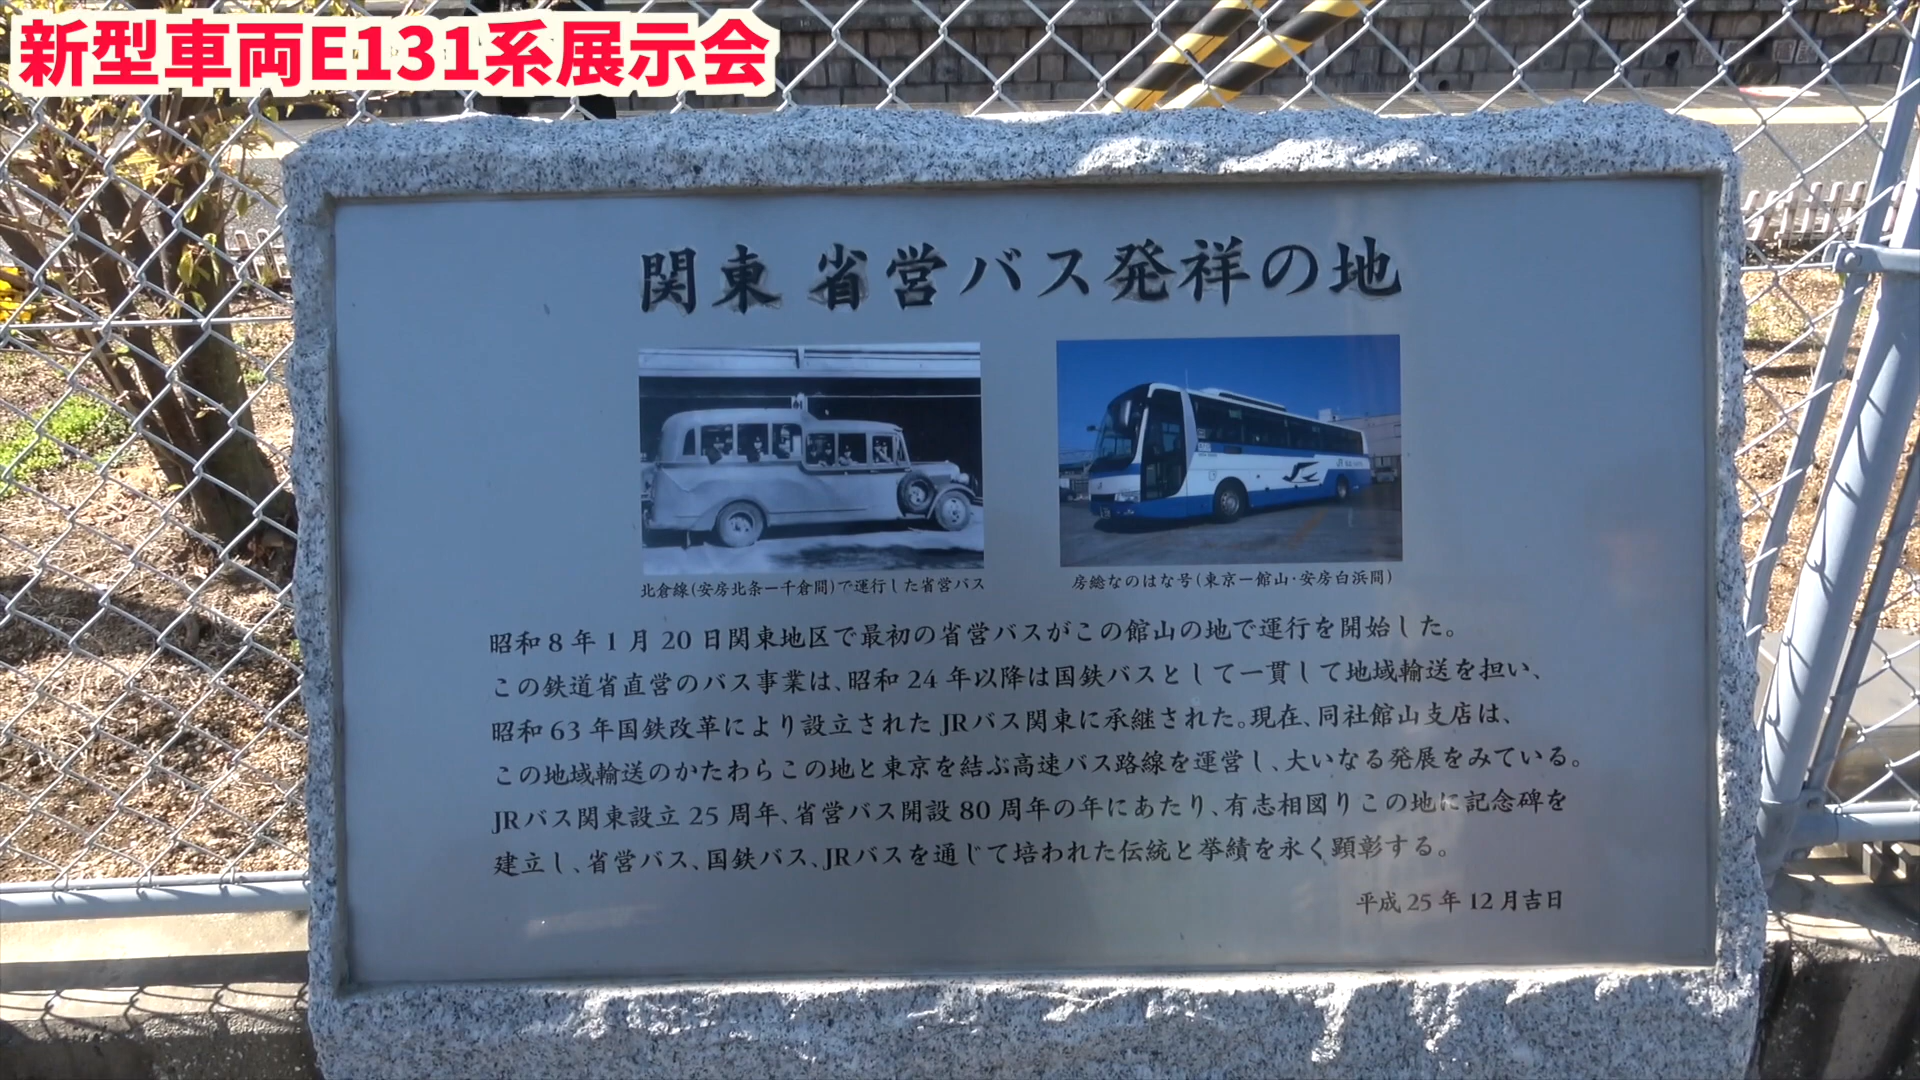 新型車両E131系展示会
関東 省営バス発祥の地
北倉線(安房北条ー千倉間)で運行した省営バス
房総なのはな号(東京ー館山・安房白浜間)
昭和8年1月20日関東地区で最初の省営バスがこの館山の地で運行を開始した。
この鉄道省直営のバス事業は、昭和24年以降は国鉄バスとして一貫して地域輸送を担い、
昭和63年国鉄改革により設立されたJRバス関東に承継された。現在、同社館山支店は、
この地域輸送のかたわらこの地と東京を結ぶ高速バス路線を運営し、大いなる発展をみている。
JRバス関東設立25周年、省営バス開設80周年の年にあたり、有志相図りこの地に記念碑を
建立し、省営バス、国鉄バス、JRバスを通じて培われた伝統と挙績を永く顕彰する。
平成25年12月吉日